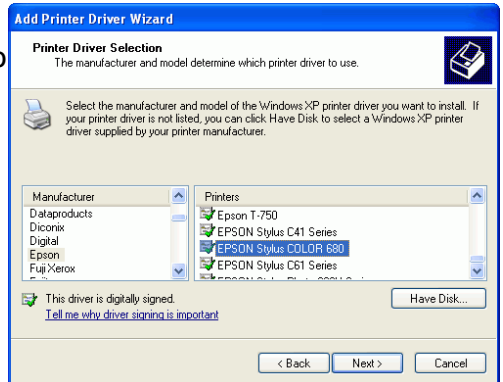 Add Printer Driver Wizard
Printer Driver Selection
The manufacturer and model determine which printer driver to use.
Select the manufacturer and model of the Windows XP printer driver you want to install. If
your printer driver is not listed, you can click Have Disk to select a Windows XP printer
driver supplied by your printer manufacturer.
Manufacturer
Dataproducts
Diconix
Digital
Epson
Fuji Xerox
Printers
Epson T-750
EPSON Stylus C41 Series
EPSON Stylus COLOR 680
EPSON Stylus C61 Series
This driver is digitally signed.
Tell me why driver signing is important
Have Disk...
< Back
Next >
Cancel